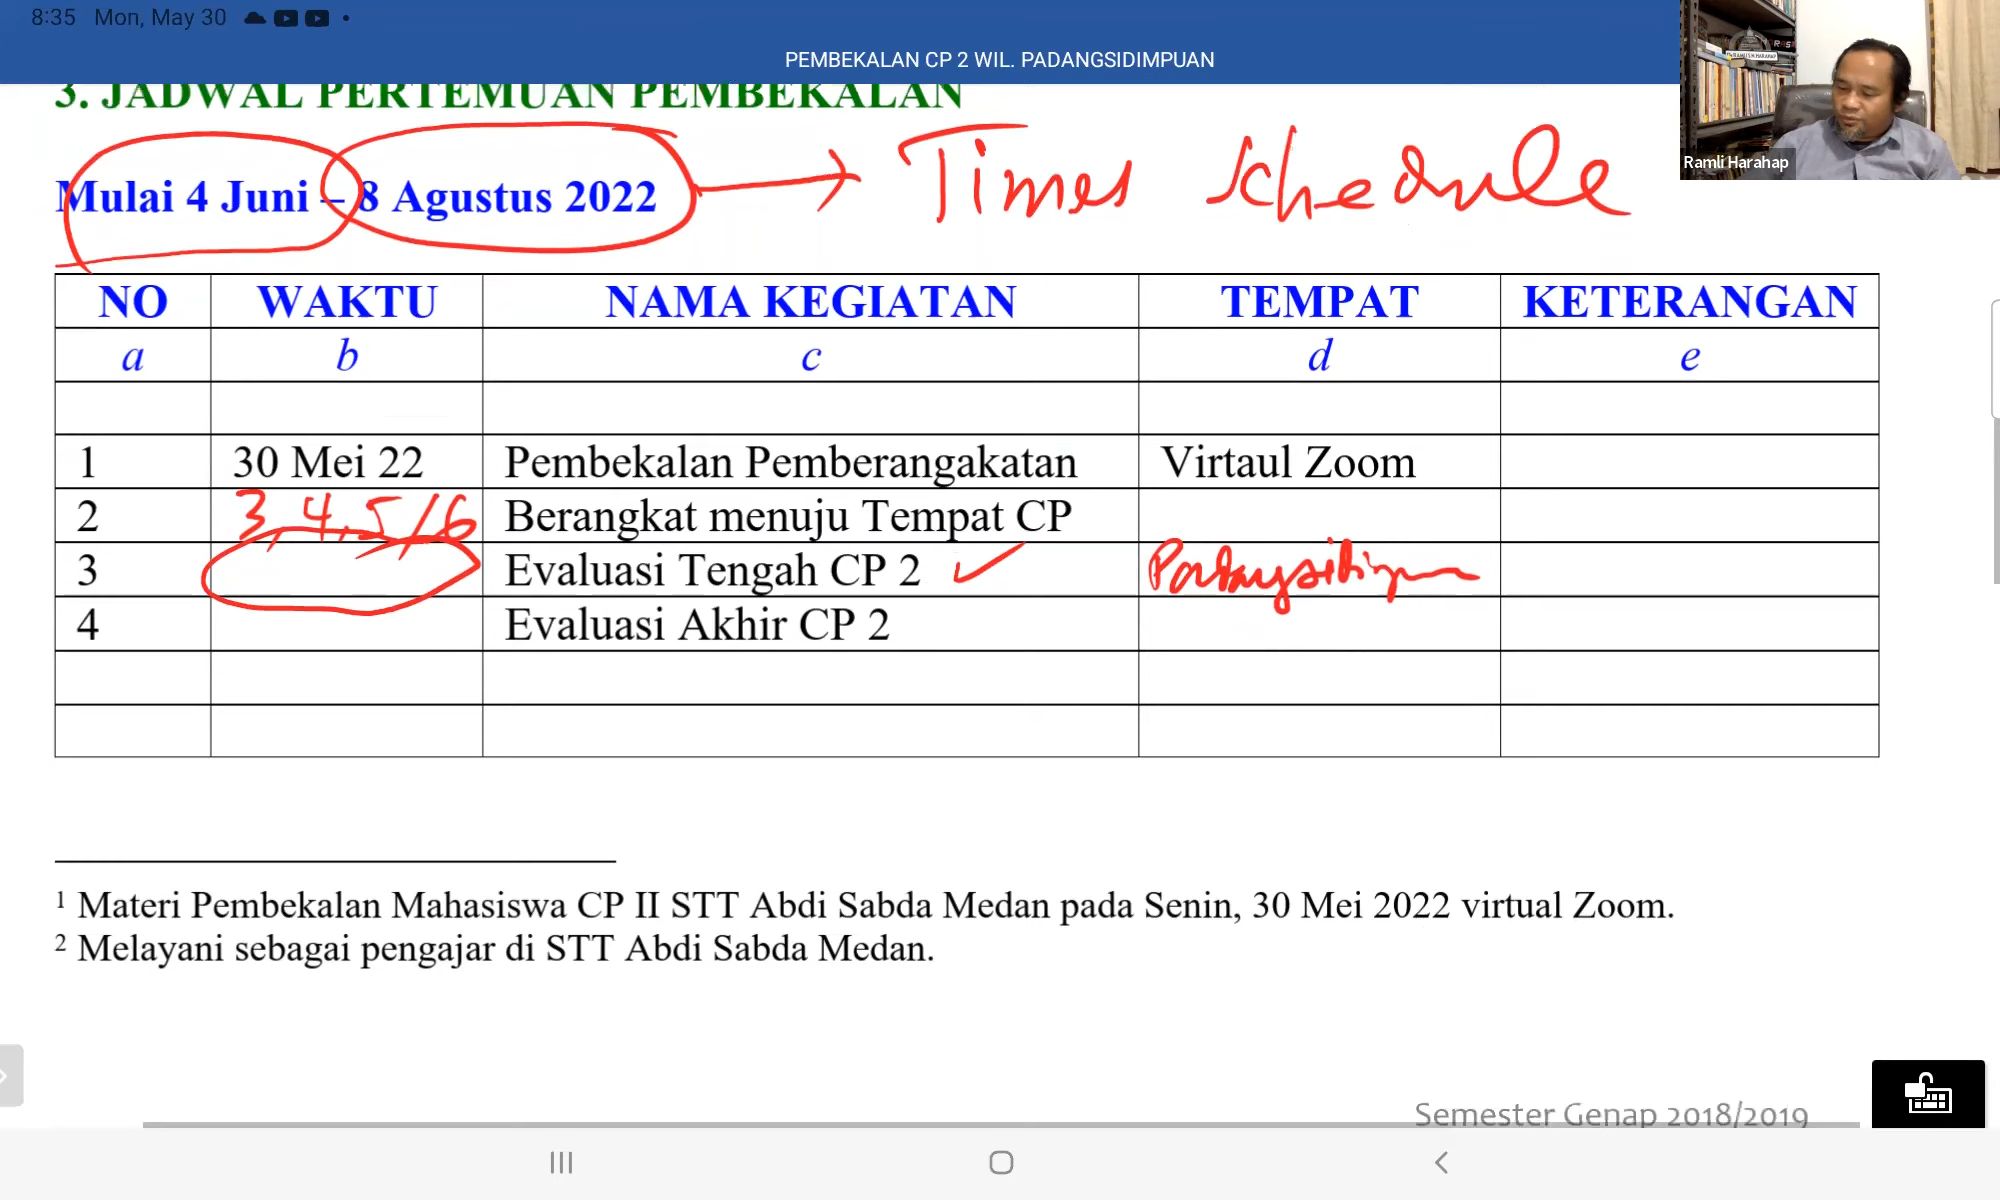 8:35 Mon, May 30
PEMBEKALAN CP 2 WIL. PADANGSIDIMPUAN
Ramli Harahap
3. JADWAL PERTEMUAN PEMBEKALAN
Mulai 4 Juni – 8 Agustus 2022
Times Schedule
NO WAKTU NAMA KEGIATAN TEMPAT KETERANGAN
a b c d e
1 30 Mei 22 Pembekalan Pemberangakatan Virtaul Zoom
2 3, 4, 5/6 Berangkat menuju Tempat CP
3 Evaluasi Tengah CP 2
4 Evaluasi Akhir CP 2
1 Materi Pembekalan Mahasiswa CP II STT Abdi Sabda Medan pada Senin, 30 Mei 2022 virtual Zoom.
2 Melayani sebagai pengajar di STT Abdi Sabda Medan.
Semester Genap 2018/2019